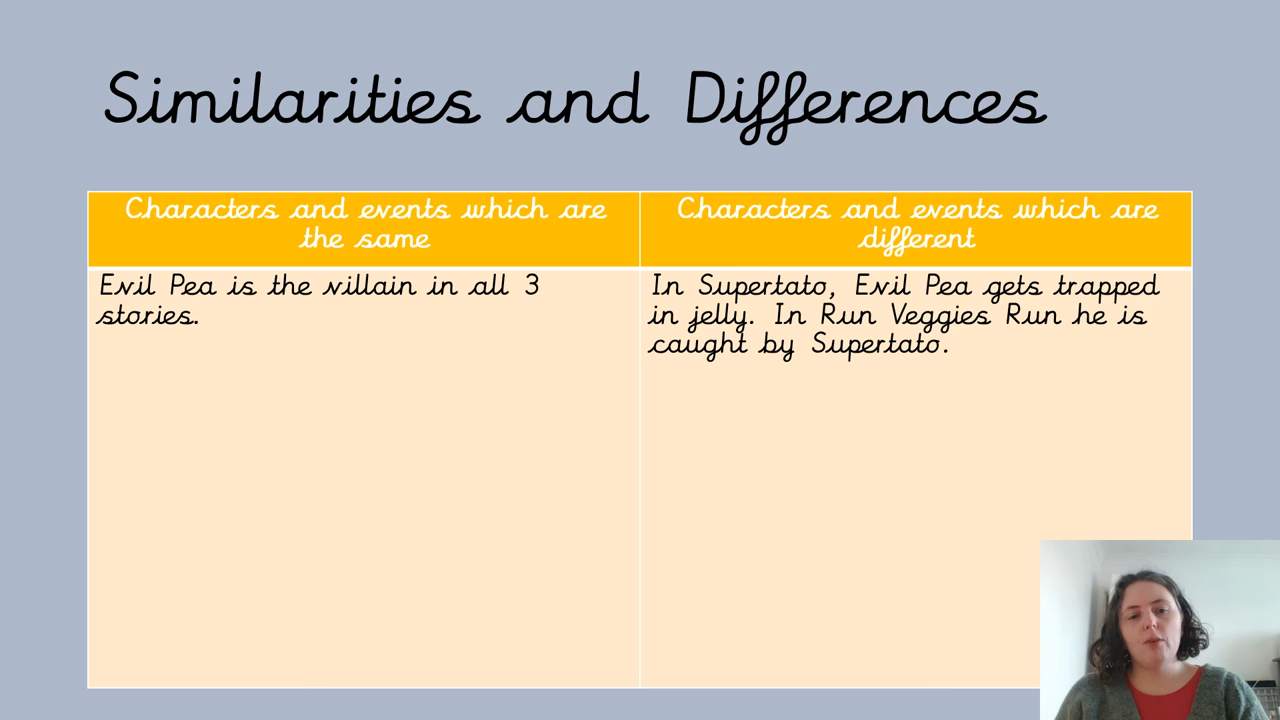 Similarities and Differences
Characters and events which are
the same
Characters and events which are
different
Evil Pea is the villain in all 3
stories.
In Supertato, Evil Pea gets trapped
in jelly. In Run Veggies Run he is
caught by Supertato.